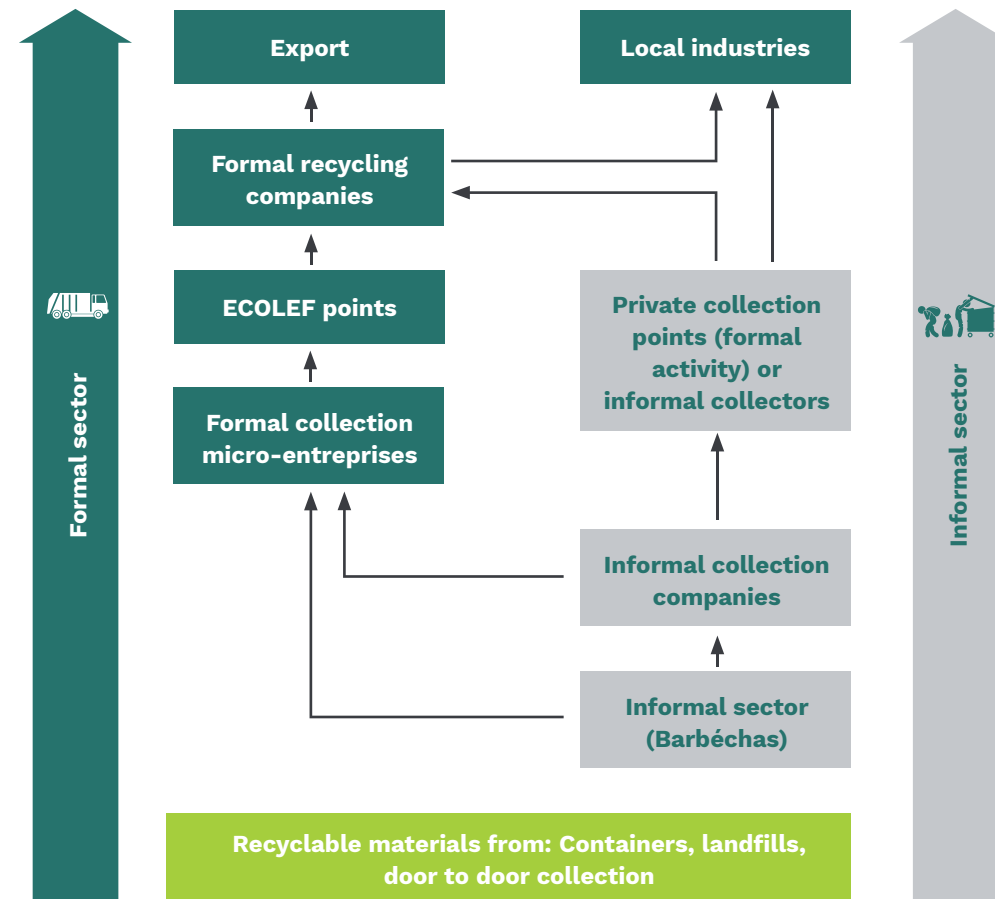 Export
Local industries
Formal recycling
companies
ECOLEF points
Private collection
points (formal
activity) or
informal collectors
Formal collection
micro-entreprises
Formal sector
Informal sector
Informal collection
companies
Informal sector
(Barbéchas)
Recyclable materials from: Containers, landfills,
door to door collection